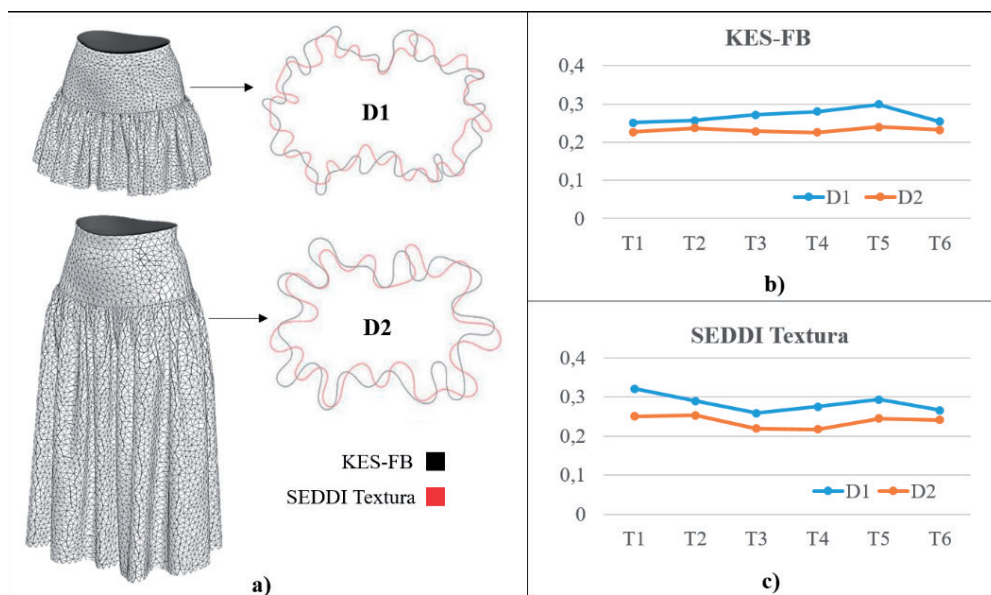 D1
D2
KES-FB
SEDDI Textura
a)
KES-FB
0,4
0,3
0,2
0,1
0
D1 D2
T1 T2 T3 T4 T5 T6
b)
SEDDI Textura
0,4
0,3
0,2
0,1
0
D1 D2
T1 T2 T3 T4 T5 T6
c)